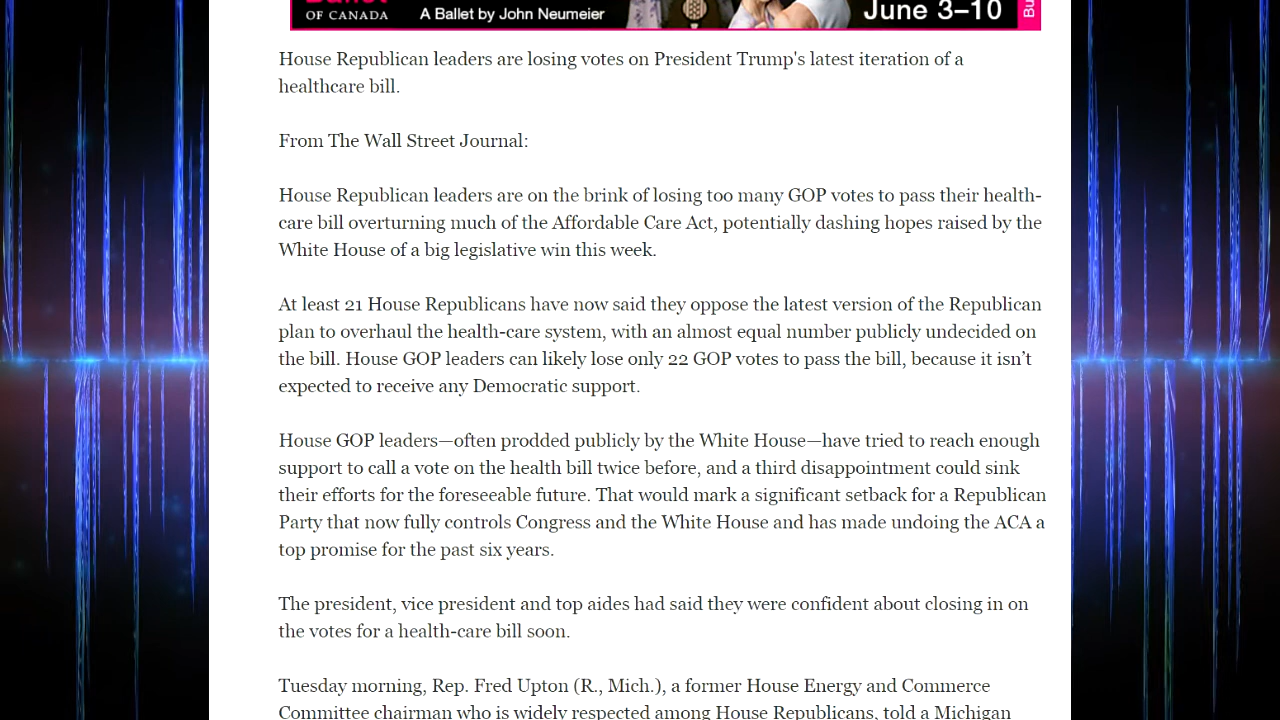 OF CANADA
A Ballet by John Neumeier
June 3–10
House Republican leaders are losing votes on President Trump's latest iteration of a
healthcare bill.
From The Wall Street Journal:
House Republican leaders are on the brink of losing too many GOP votes to pass their health-
care bill overturning much of the Affordable Care Act, potentially dashing hopes raised by the
White House of a big legislative win this week.
At least 21 House Republicans have now said they oppose the latest version of the Republican
plan to overhaul the health-care system, with an almost equal number publicly undecided on
the bill. House GOP leaders can likely lose only 22 GOP votes to pass the bill, because it isn’t
expected to receive any Democratic support.
House GOP leaders—often prodded publicly by the White House—have tried to reach enough
support to call a vote on the health bill twice before, and a third disappointment could sink
their efforts for the foreseeable future. That would mark a significant setback for a Republican
Party that now fully controls Congress and the White House and has made undoing the ACA a
top promise for the past six years.
The president, vice president and top aides had said they were confident about closing in on
the votes for a health-care bill soon.
Tuesday morning, Rep. Fred Upton (R., Mich.), a former House Energy and Commerce
Committee chairman who is widely respected among House Republicans, told a Michigan